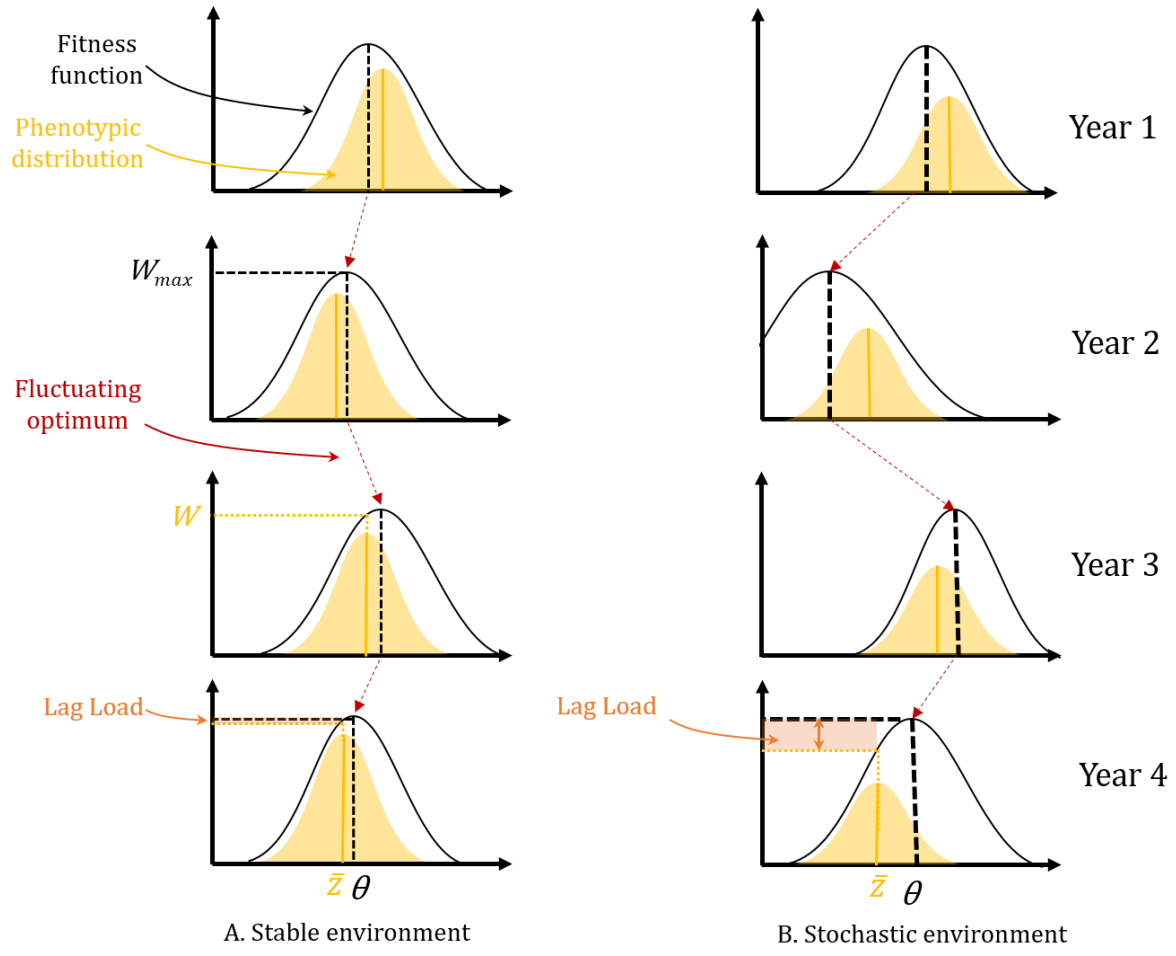 Fitness
function
Phenotypic
distribution
Year 1
W_max
Year 2
Fluctuating
optimum
W
Year 3
Lag Load
Lag Load
Year 4
z̄ θ
z̄ θ
A. Stable environment
B. Stochastic environment